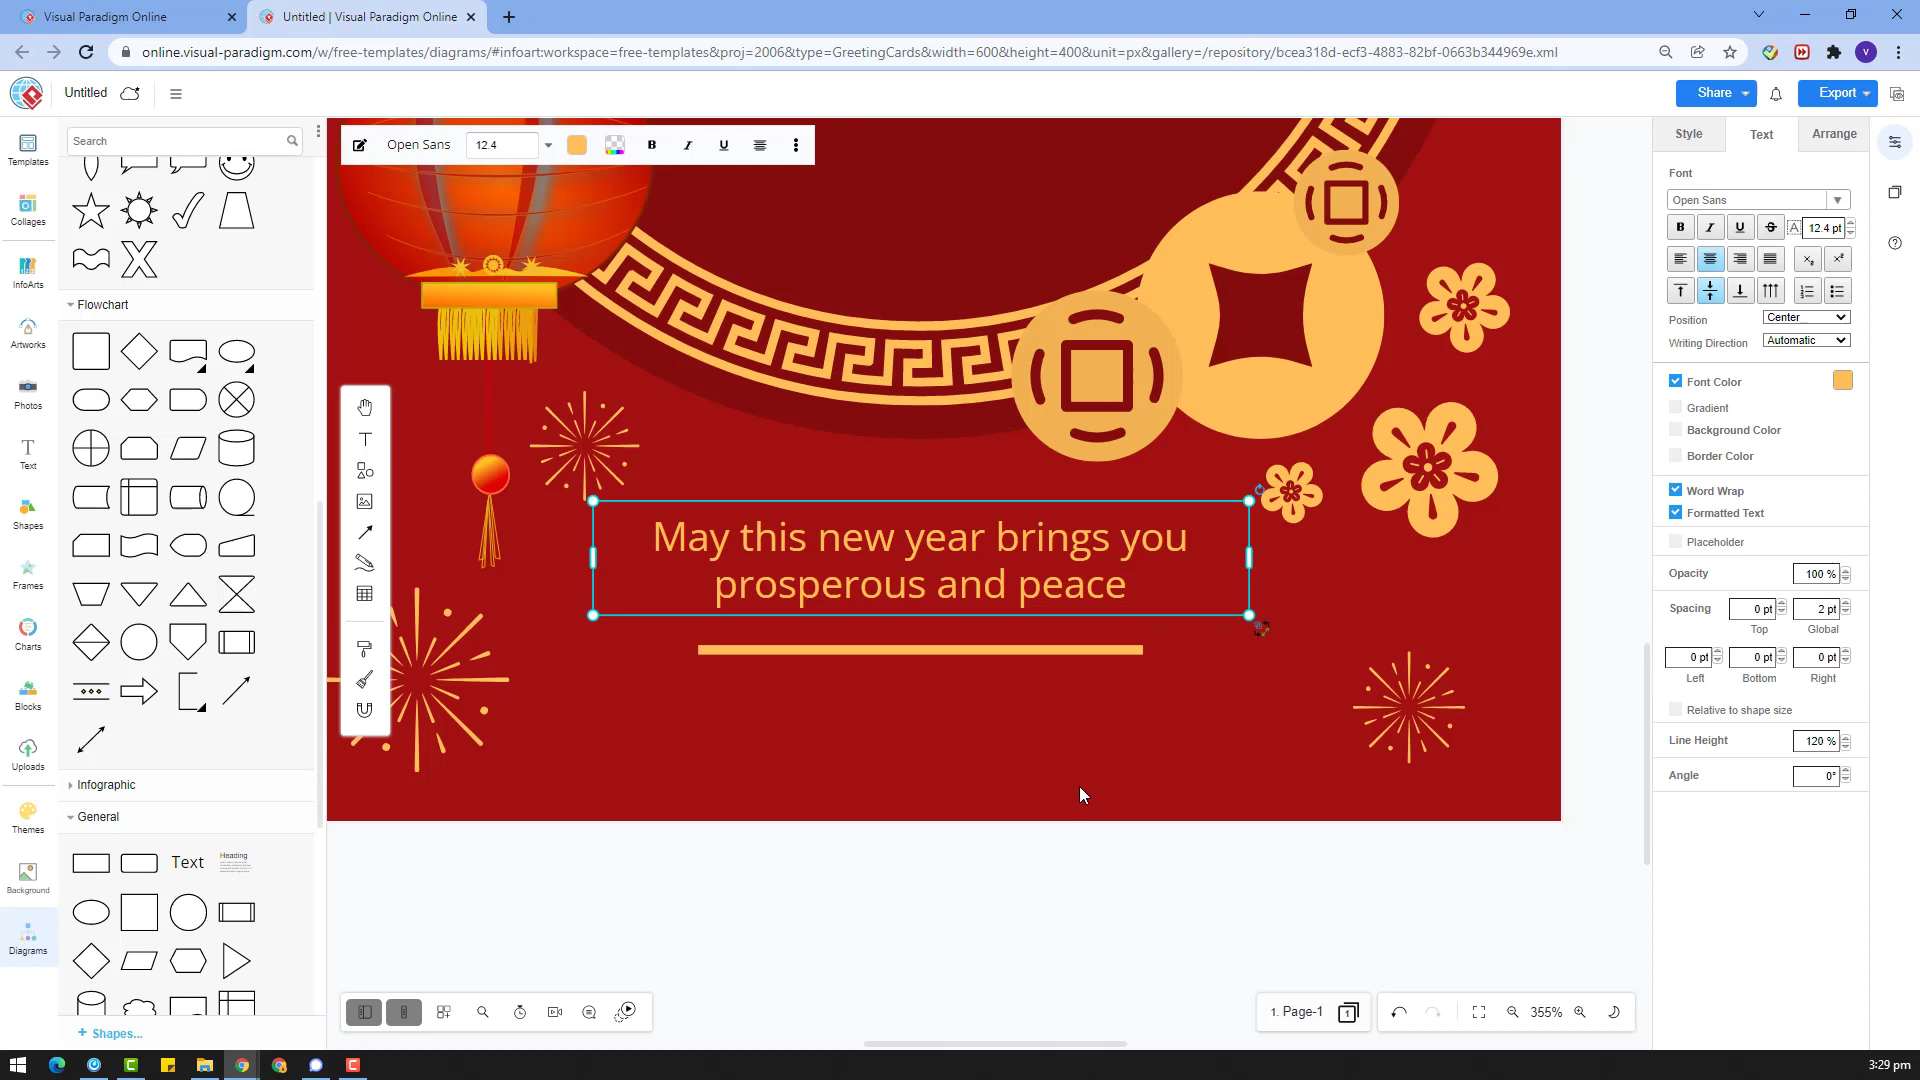 Visual Paradigm Online
Untitled | Visual Paradigm Online
online.visual-paradigm.com/w/free-templates/diagrams/#infoart:workspace=free-templates&proj=2006&type=GreetingCards&width=600&height=400&unit=px&gallery=/repository/bcea318d-ecf3-4883-82bf-0663b344969e.xml
V
Untitled
Share
Export
Templates
Collages
InfoArts
Artworks
Photos
Text
Shapes
Frames
Charts
Blocks
Uploads
Themes
Background
Diagrams
Search
Flowchart
Infographic
General
Text
Heading
+ Shapes...
Open Sans
12.4
B
I
U
May this new year brings you
prosperous and peace
1. Page-1
1
355%
Style
Text
Arrange
Font
Open Sans
B
I
U
S
A
12.4 pt
Position
Center
Writing Direction
Automatic
Font Color
Gradient
Background Color
Border Color
Word Wrap
Formatted Text
Placeholder
Opacity
100 %
Spacing
0 pt
2 pt
Top
Global
0 pt
0 pt
0 pt
Left
Bottom
Right
Relative to shape size
Line Height
120 %
Angle
0°
3:29 pm